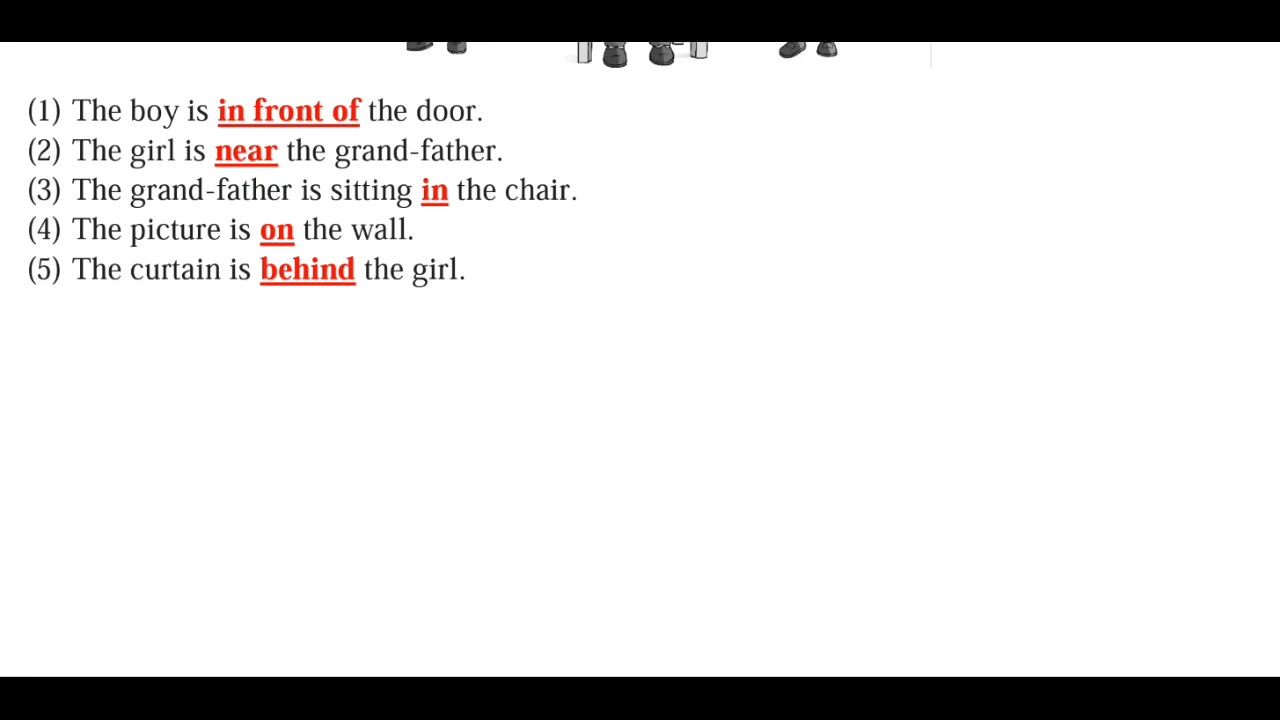 (1) The boy is in front of the door.
(2) The girl is near the grand-father.
(3) The grand-father is sitting in the chair.
(4) The picture is on the wall.
(5) The curtain is behind the girl.